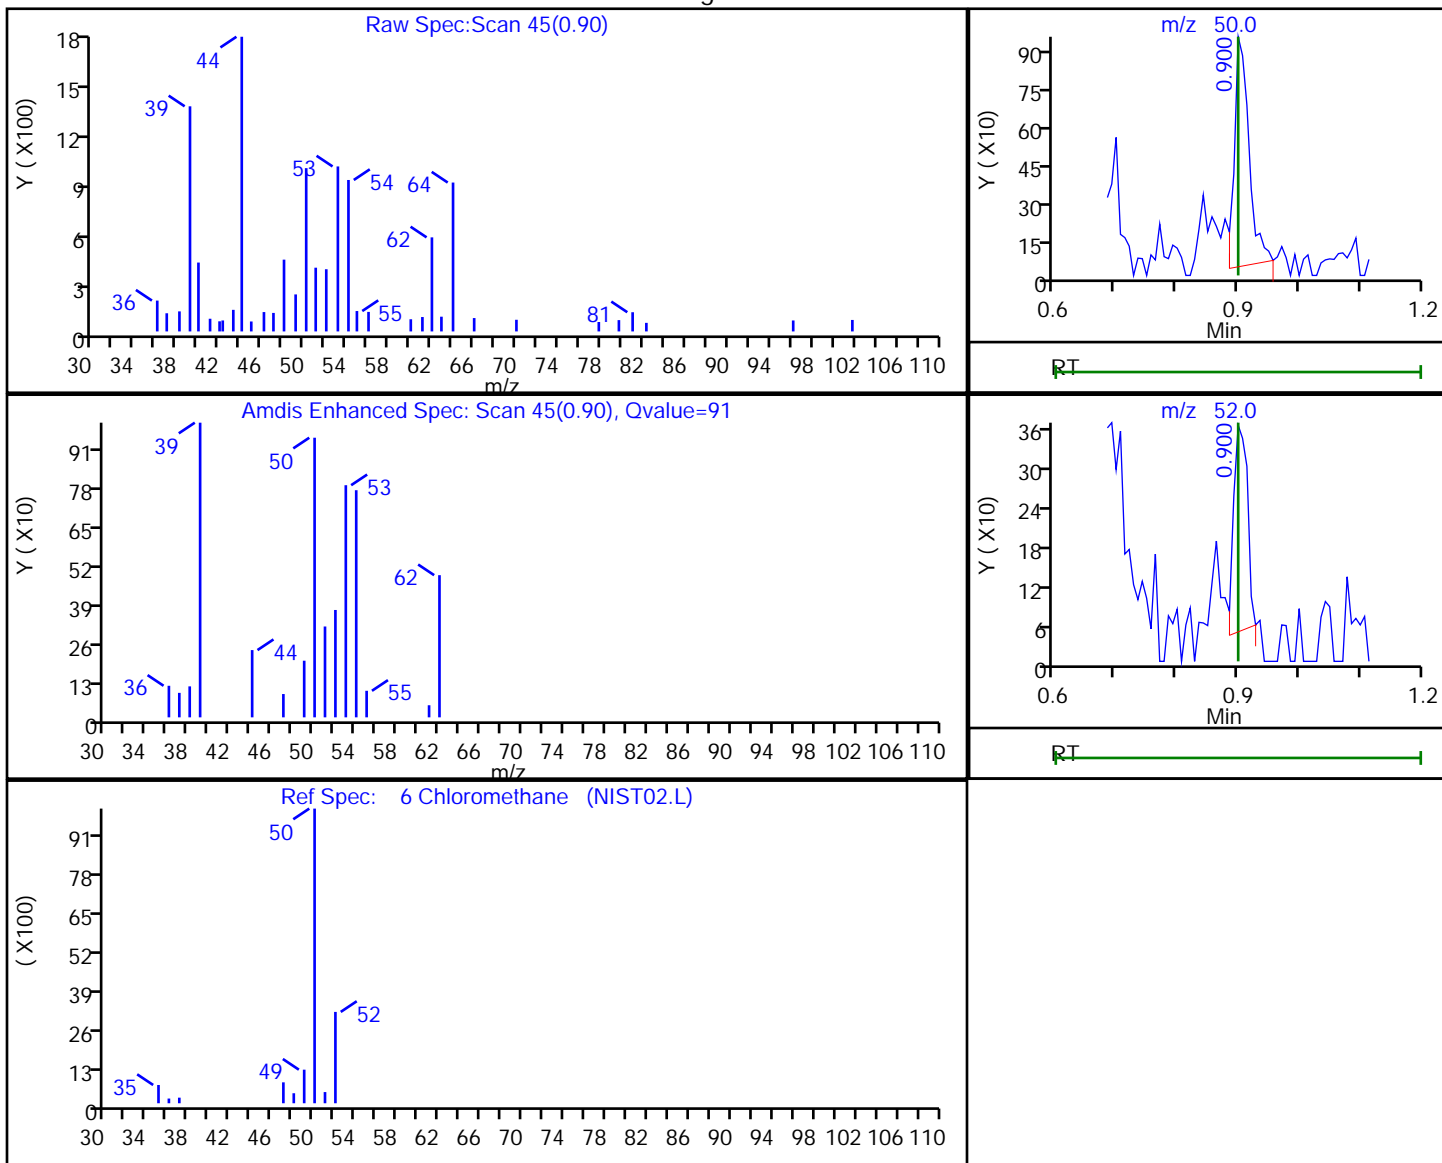 Raw Spec:Scan 45(0.90)
Y ( X100)
18
15
12
9
6
3
0
36
39
44
53
54
55
62
64
81
30 34 38 42 46 50 54 58 62 66 70 74 78 82 86 90 94 98 102 106 110
m/z
m/z 50.0
Y ( X10)
90
75
60
45
30
15
0
0.900
0.6 0.9 1.2
Min
RT
Amdis Enhanced Spec: Scan 45(0.90), Qvalue=91
Y ( X10)
91
78
65
52
39
26
13
0
36
39
44
50
53
55
62
30 34 38 42 46 50 54 58 62 66 70 74 78 82 86 90 94 98 102 106 110
m/z
m/z 52.0
Y ( X10)
36
30
24
18
12
6
0
0.900
0.6 0.9 1.2
Min
RT
Ref Spec: 6 Chloromethane (NIST02.L)
( X100)
91
78
65
52
39
26
13
0
35
49
50
52
30 34 38 42 46 50 54 58 62 66 70 74 78 82 86 90 94 98 102 106 110